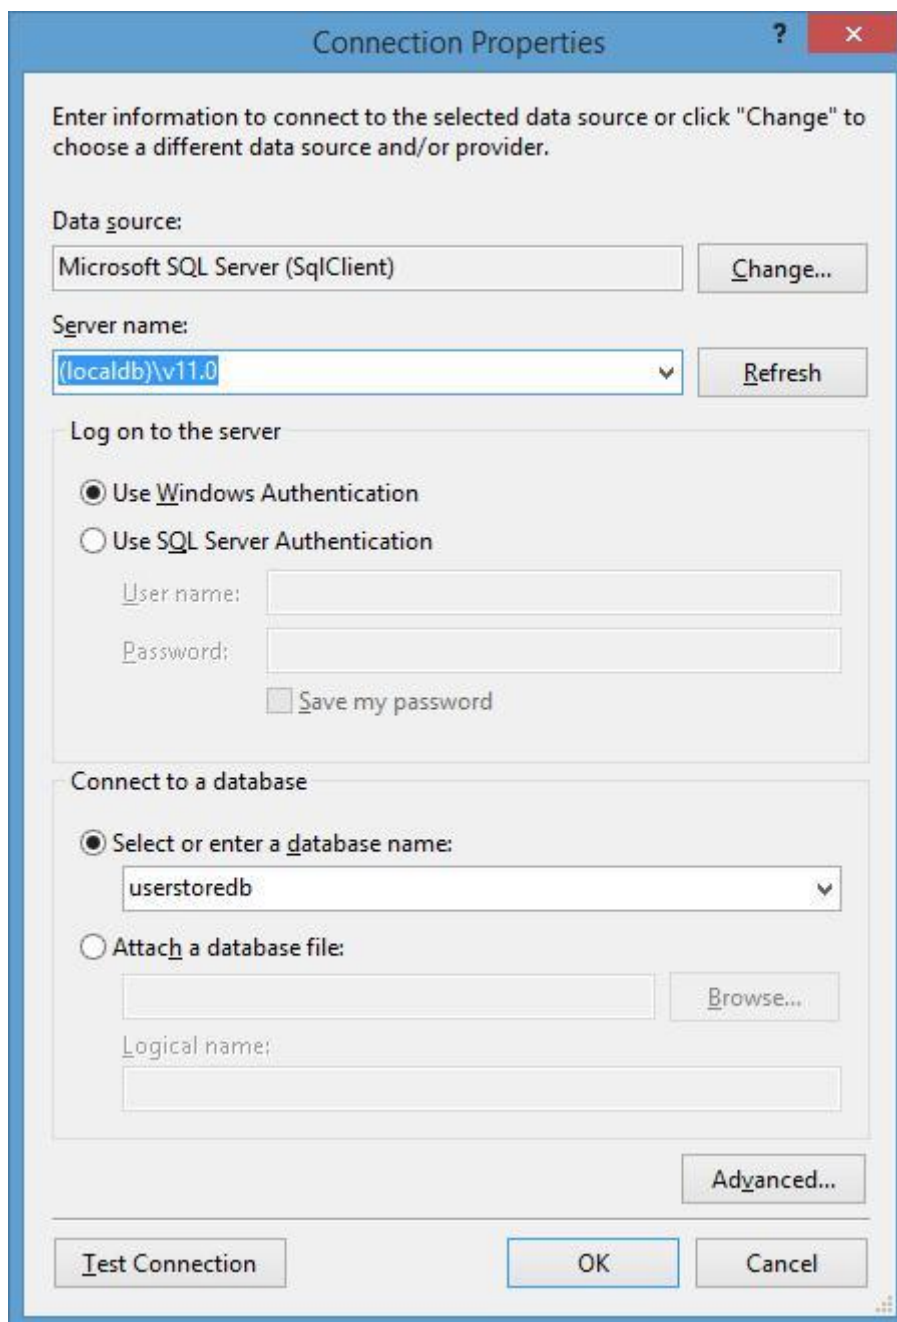 Connection Properties
?
Enter information to connect to the selected data source or click "Change" to
choose a different data source and/or provider.
Data source:
Microsoft SQL Server (SqlClient)
Change...
Server name:
(localdb)\v11.0
Refresh
Log on to the server
Use Windows Authentication
Use SQL Server Authentication
User name:
Password:
Save my password
Connect to a database
Select or enter a database name:
userstoredb
Attach a database file:
Browse...
Logical name:
Advanced...
Test Connection
OK
Cancel